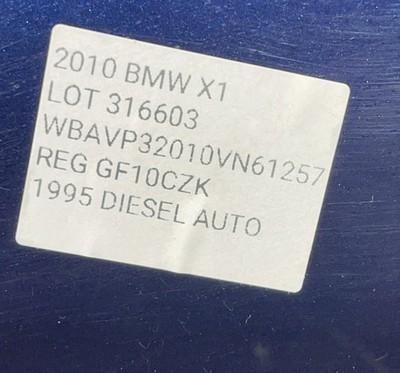 2010 BMW X1
LOT 316603
WBAVP32010VN61257
REG GF10CZK
1995 DIESEL AUTO